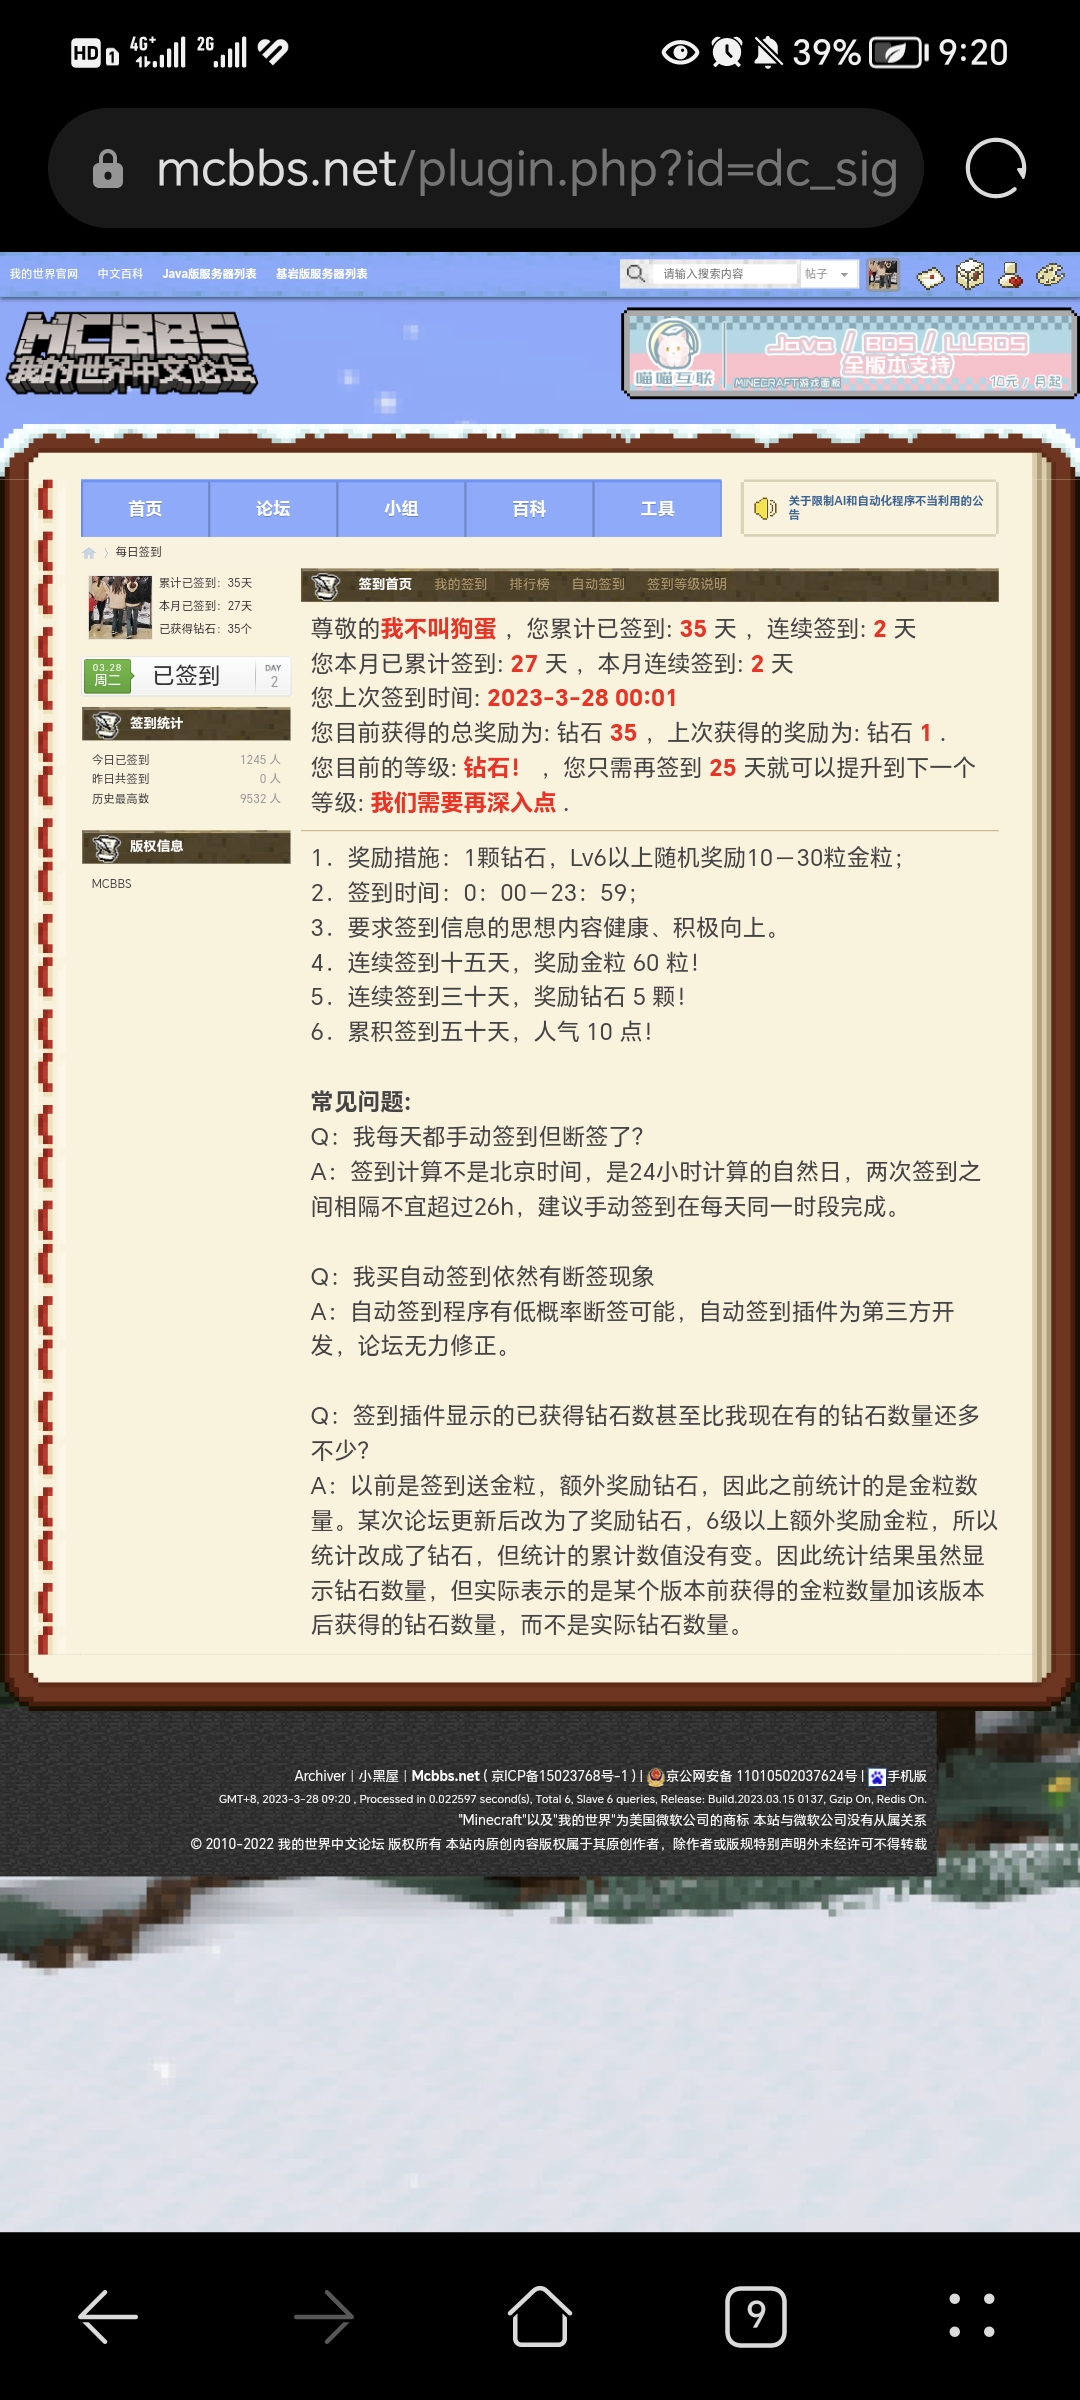 HD 1 4G+ 2G 39% 9:20
mcbbs.net/plugin.php?id=dc_sig
我的世界官网 中文百科 Java版服务器列表 基岩版服务器列表 请输入搜索内容 帖子
MCBBS
我的世界中文论坛
Java / BDS / LLBDS
全版本支持
喵喵互联 MINECRAFT游戏面板 10元 / 月起
首页 论坛 小组 百科 工具
关于限制AI和自动化程序不当利用的公
告
每日签到
累计已签到：35天
本月已签到：27天
已获得钻石：35个
03.28
周二
已签到
DAY
2
签到统计
今日已签到 1245 人
昨日共签到 0 人
历史最高数 9532 人
版权信息
MCBBS
签到首页 我的签到 排行榜 自动签到 签到等级说明
尊敬的我不叫狗蛋 ，您累计已签到: 35 天 ，连续签到: 2 天
您本月已累计签到: 27 天 ，本月连续签到: 2 天
您上次签到时间: 2023-3-28 00:01
您目前获得的总奖励为: 钻石 35 ，上次获得的奖励为: 钻石 1 .
您目前的等级: 钻石! ，您只需再签到 25 天就可以提升到下一个
等级: 我们需要再深入点 .
1．奖励措施：1颗钻石，Lv6以上随机奖励10－30粒金粒；
2．签到时间：0：00－23：59；
3．要求签到信息的思想内容健康、积极向上。
4．连续签到十五天，奖励金粒 60 粒！
5．连续签到三十天，奖励钻石 5 颗！
6．累积签到五十天，人气 10 点！
常见问题:
Q：我每天都手动签到但断签了？
A：签到计算不是北京时间，是24小时计算的自然日，两次签到之
间相隔不宜超过26h，建议手动签到在每天同一时段完成。
Q：我买自动签到依然有断签现象
A：自动签到程序有低概率断签可能，自动签到插件为第三方开
发，论坛无力修正。
Q：签到插件显示的已获得钻石数甚至比我现在有的钻石数量还多
不少？
A：以前是签到送金粒，额外奖励钻石，因此之前统计的是金粒数
量。某次论坛更新后改为了奖励钻石，6级以上额外奖励金粒，所以
统计改成了钻石，但统计的累计数值没有变。因此统计结果虽然显
示钻石数量，但实际表示的是某个版本前获得的金粒数量加该版本
后获得的钻石数量，而不是实际钻石数量。
Archiver | 小黑屋 | Mcbbs.net ( 京ICP备15023768号-1 ) | 京公网安备 11010502037624号 | 手机版
GMT+8, 2023-3-28 09:20 , Processed in 0.022597 second(s), Total 6, Slave 6 queries, Release: Build.2023.03.15 0137, Gzip On, Redis On.
"Minecraft"以及"我的世界"为美国微软公司的商标 本站与微软公司没有从属关系
© 2010-2022 我的世界中文论坛 版权所有 本站内原创内容版权属于其原创作者，除作者或版规特别声明外未经许可不得转载
9